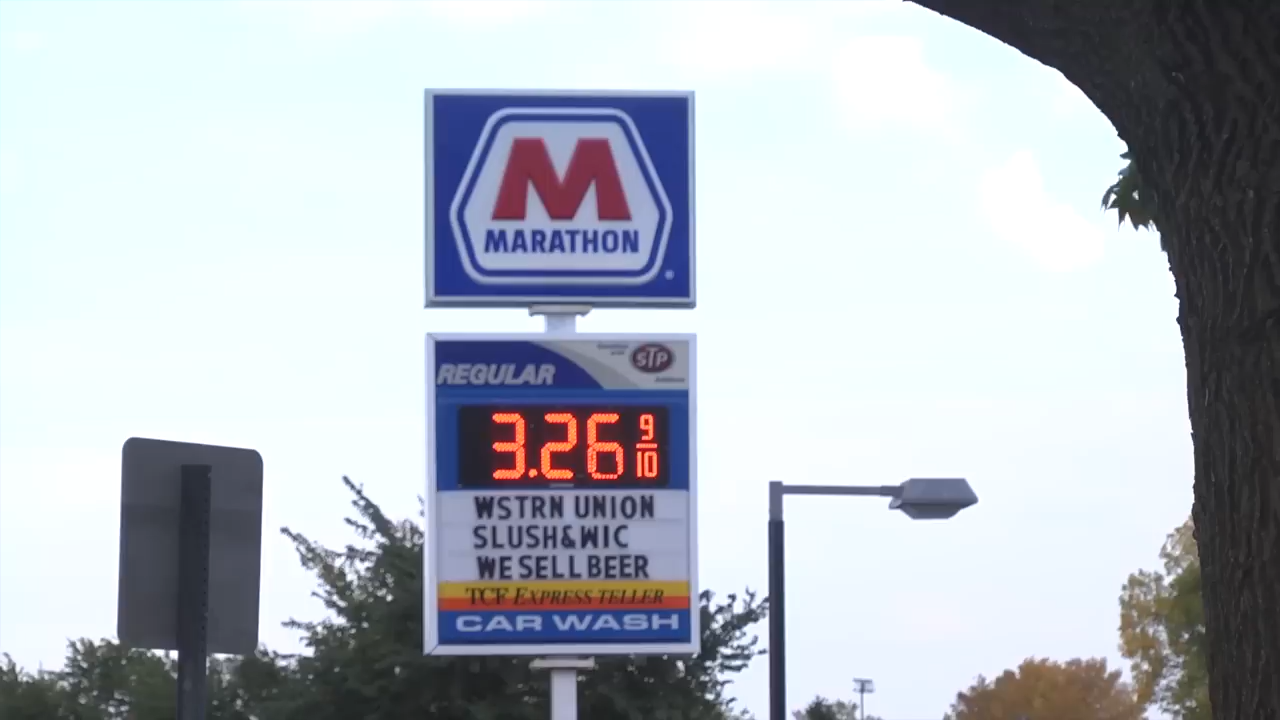 M
MARATHON
REGULAR
STP
3.26 9/10
WSTRN UNION
SLUSH&WIC
WE SELL BEER
TCF EXPRESS TELLER
CAR WASH